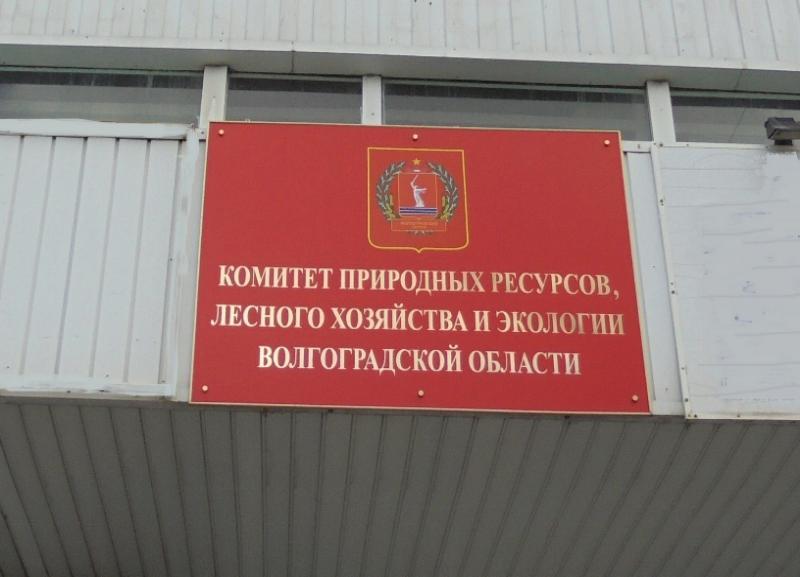 КОМИТЕТ ПРИРОДНЫХ РЕСУРСОВ,
ЛЕСНОГО ХОЗЯЙСТВА И ЭКОЛОГИИ
ВОЛГОГРАДСКОЙ ОБЛАСТИ